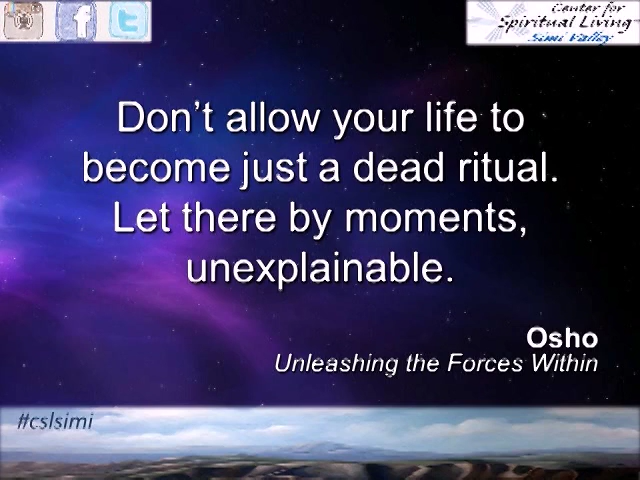 Center for
Spiritual Living
Simi Valley
Don't allow your life to
become just a dead ritual.
Let there by moments,
unexplainable.
Osho
Unleashing the Forces Within
#cslsimi